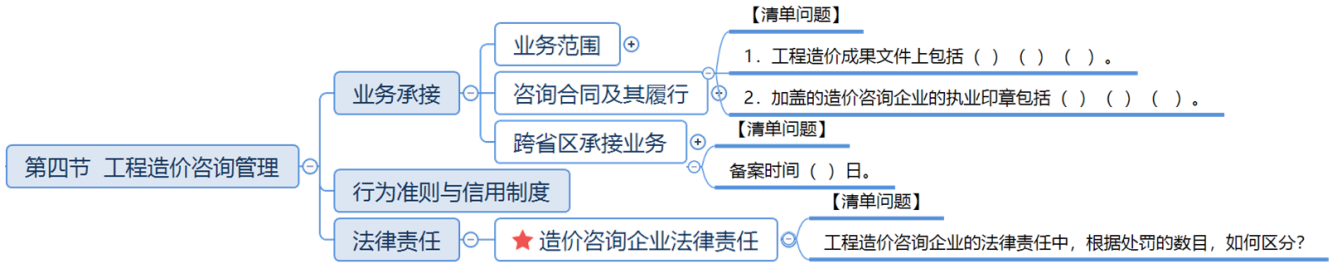 第四节 工程造价咨询管理
业务承接
业务范围
咨询合同及其履行
【清单问题】
1. 工程造价成果文件上包括（ ）（ ）（ ）。
2. 加盖的造价咨询企业的执业印章包括（ ）（ ）（ ）。
跨省区承接业务
【清单问题】
备案时间（ ）日。
行为准则与信用制度
法律责任
造价咨询企业法律责任
【清单问题】
工程造价咨询企业的法律责任中，根据处罚的数目，如何区分？